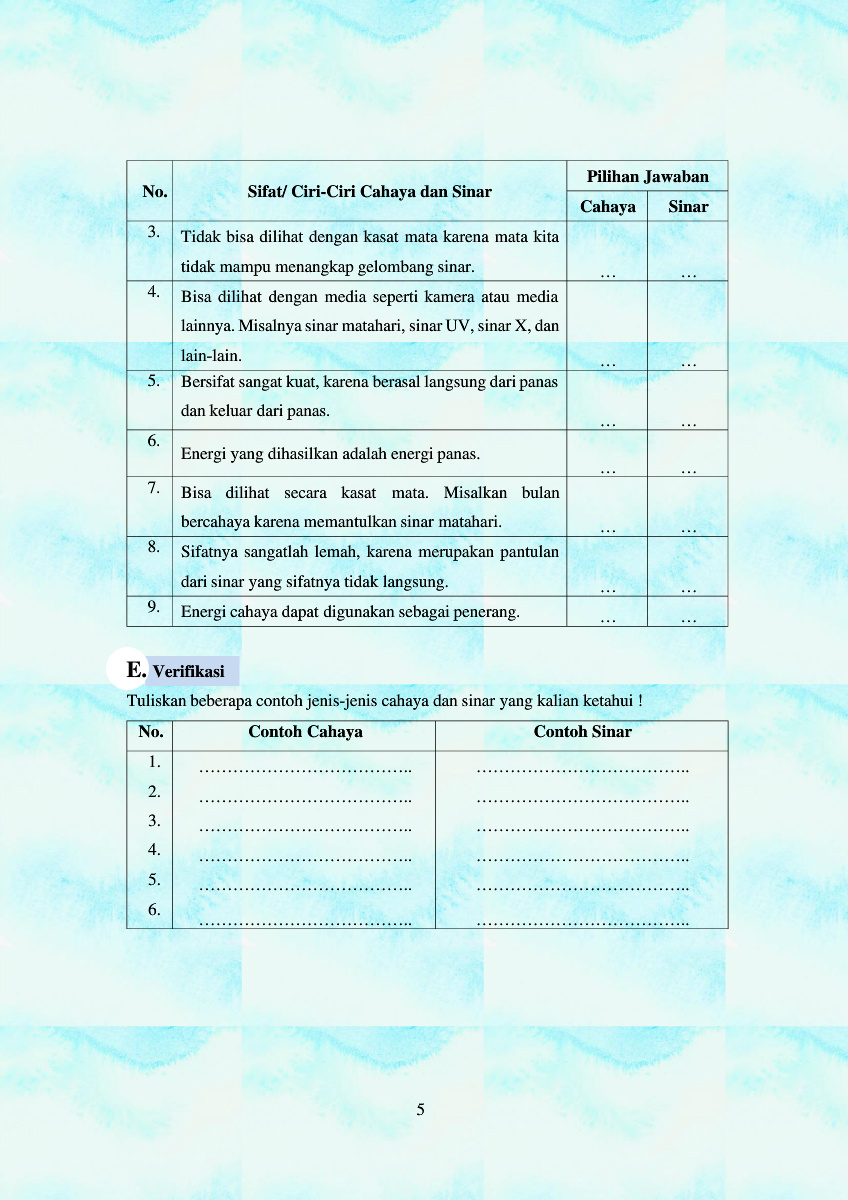 No. Sifat/ Ciri-Ciri Cahaya dan Sinar Pilihan Jawaban
Cahaya Sinar
3. Tidak bisa dilihat dengan kasat mata karena mata kita
tidak mampu menangkap gelombang sinar. … …
4. Bisa dilihat dengan media seperti kamera atau media
lainnya. Misalnya sinar matahari, sinar UV, sinar X, dan
lain-lain. … …
5. Bersifat sangat kuat, karena berasal langsung dari panas
dan keluar dari panas. … …
6. Energi yang dihasilkan adalah energi panas. … …
7. Bisa dilihat secara kasat mata. Misalkan bulan
bercahaya karena memantulkan sinar matahari. … …
8. Sifatnya sangatlah lemah, karena merupakan pantulan
dari sinar yang sifatnya tidak langsung. … …
9. Energi cahaya dapat digunakan sebagai penerang. … …
E. Verifikasi
Tuliskan beberapa contoh jenis-jenis cahaya dan sinar yang kalian ketahui !
No. Contoh Cahaya Contoh Sinar
1. ……………………………….. ………………………………..
2. ……………………………….. ………………………………..
3. ……………………………….. ………………………………..
4. ……………………………….. ………………………………..
5. ……………………………….. ………………………………..
6. ……………………………….. ………………………………..
5